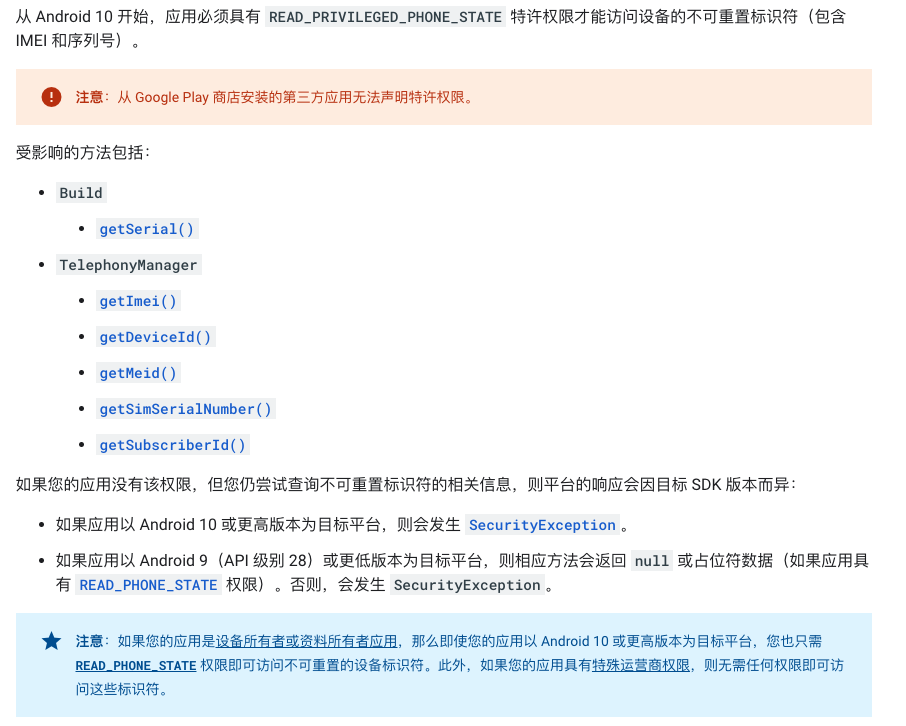 从 Android 10 开始，应用必须具有 READ_PRIVILEGED_PHONE_STATE 特许权限才能访问设备的不可重置标识符（包含
IMEI 和序列号）。
注意：从 Google Play 商店安装的第三方应用无法声明特许权限。
受影响的方法包括：
Build
getSerial()
TelephonyManager
getImei()
getDeviceId()
getMeid()
getSimSerialNumber()
getSubscriberId()
如果您的应用没有该权限，但您仍尝试查询不可重置标识符的相关信息，则平台的响应会因目标 SDK 版本而异：
如果应用以 Android 10 或更高版本为目标平台，则会发生 SecurityException。
如果应用以 Android 9（API 级别 28）或更低版本为目标平台，则相应方法会返回 null 或占位符数据（如果应用具
有 READ_PHONE_STATE 权限）。否则，会发生 SecurityException。
注意：如果您的应用是设备所有者或资料所有者应用，那么即使您的应用以 Android 10 或更高版本为目标平台，您也只需
READ_PHONE_STATE 权限即可访问不可重置的设备标识符。此外，如果您的应用具有特殊运营商权限，则无需任何权限即可访
问这些标识符。